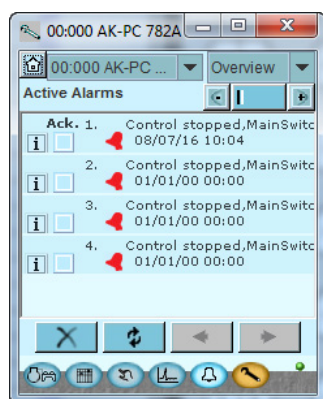 00:000 AK-PC 782A
00:000 AK-PC ... Overview
Active Alarms
Ack. 1. Control stopped,MainSwitc
08/07/16 10:04
2. Control stopped,MainSwitc
01/01/00 00:00
3. Control stopped,MainSwitc
01/01/00 00:00
4. Control stopped,MainSwitc
01/01/00 00:00